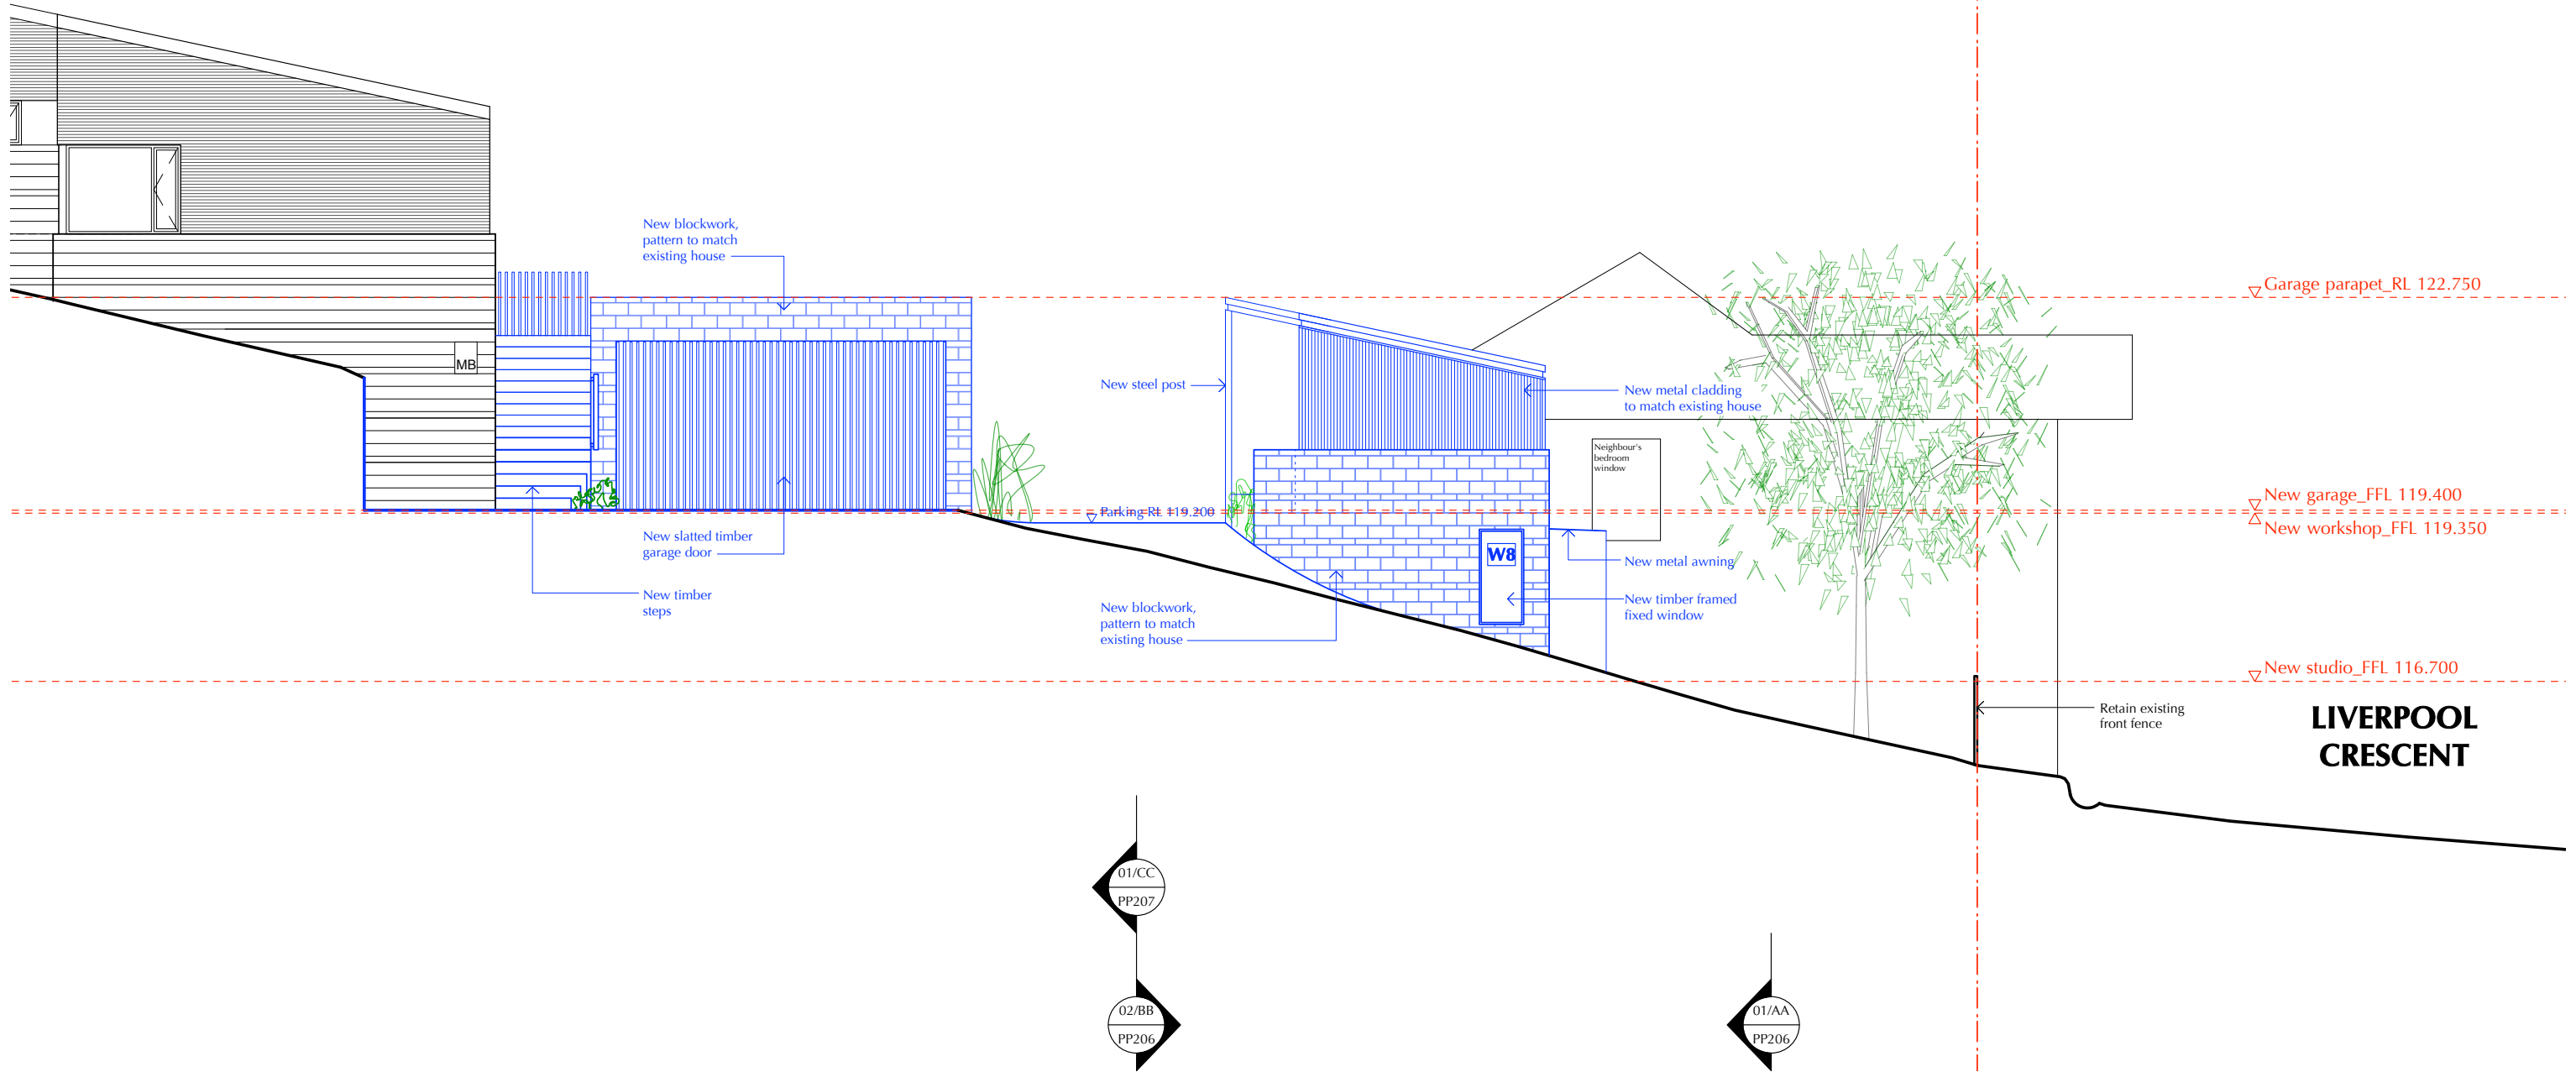 New blockwork,
pattern to match
existing house
MB
New slatted timber
garage door
New timber
steps
New steel post
Parking RL 119.200
New blockwork,
pattern to match
existing house
New metal cladding
to match existing house
Neighbour's
bedroom
window
W8
New metal awning
New timber framed
fixed window
Garage parapet_RL 122.750
New garage_FFL 119.400
New workshop_FFL 119.350
New studio_FFL 116.700
Retain existing
front fence
LIVERPOOL
CRESCENT
01/CC
PP207
02/BB
PP206
01/AA
PP206